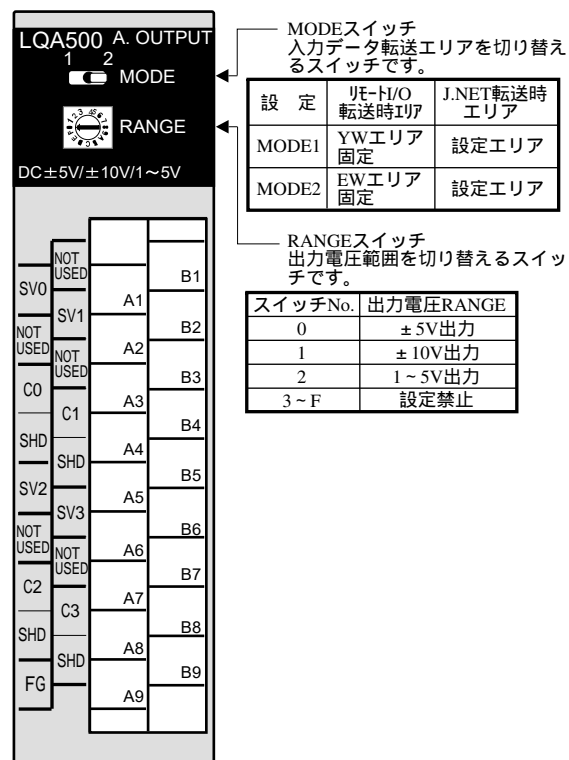 LQA500 A. OUTPUT
1 2
MODE
RANGE
DC±5V/±10V/1～5V
MODEスイッチ
入力データ転送エリアを切り替え
るスイッチです。
設 定 ﾘﾓｰﾄI/O転送時ｴﾘｱ J.NET転送時エリア
MODE1 YWエリア固定 設定エリア
MODE2 EWエリア固定 設定エリア
RANGEスイッチ
出力電圧範囲を切り替えるスイッ
チです。
スイッチNo. 出力電圧RANGE
0 ±5V出力
1 ±10V出力
2 1~5V出力
3~F 設定禁止
SV0
NOT USED
C0
SHD
SV2
NOT USED
C2
SHD
FG
NOT USED
SV1
NOT USED
C1
SHD
SV3
NOT USED
C3
SHD
A1
A2
A3
A4
A5
A6
A7
A8
A9
B1
B2
B3
B4
B5
B6
B7
B8
B9